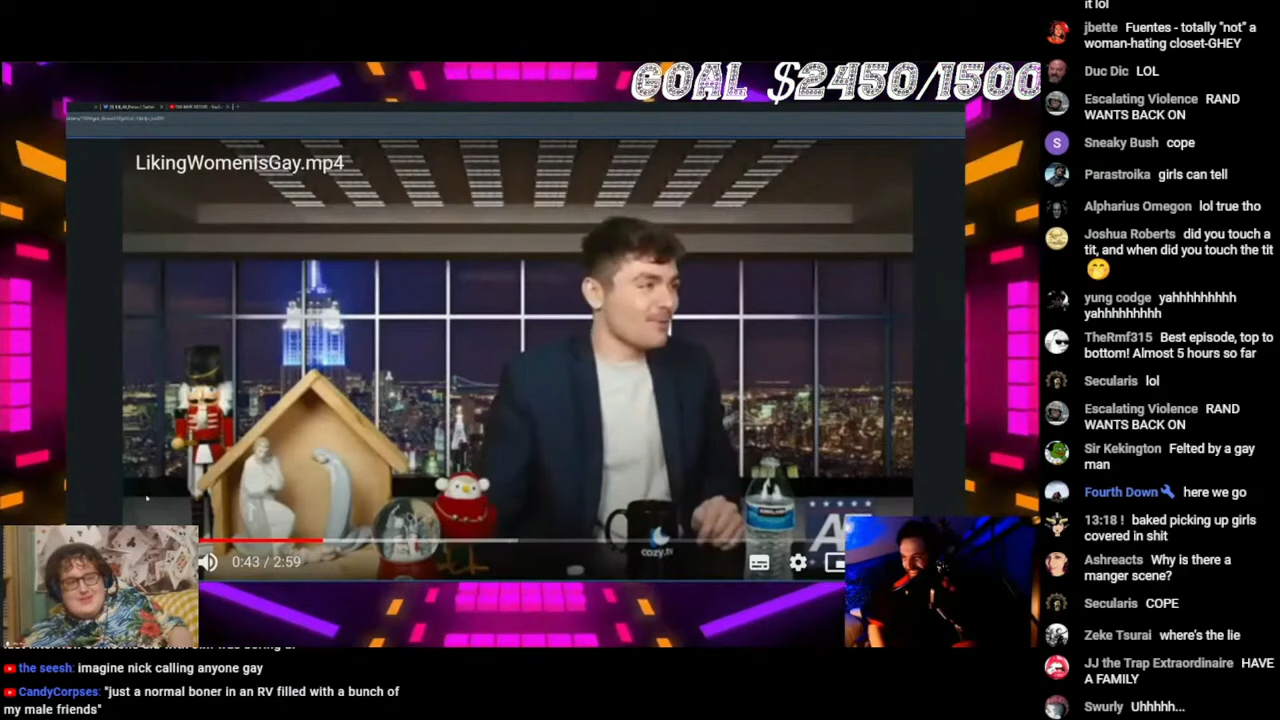 it lol
jbette Fuentes - totally "not" a
woman-hating closet-GHEY
Duc Dic LOL
GOAL $2450/1500
Escalating Violence RAND
WANTS BACK ON
Sneaky Bush cope
LikingWomenIsGay.mp4
Parastroika girls can tell
Alpharius Omegon lol true tho
Joshua Roberts did you touch a
tit, and when did you touch the tit
yung codge yahhhhhhhhh
yahhhhhhhhh
TheRmf315 Best episode, top to
bottom! Almost 5 hours so far
Secularis lol
Escalating Violence RAND
WANTS BACK ON
Sir Kekington Felted by a gay
man
Fourth Down here we go
13:18 ! baked picking up girls
covered in shit
Ashreacts Why is there a
manger scene?
Secularis COPE
Zeke Tsurai where's the lie
JJ the Trap Extraordinaire HAVE
A FAMILY
Swurly Uhhhhh...
cozy.tv
AF
0:43 / 2:59
the seesh: imagine nick calling anyone gay
CandyCorpses: "just a normal boner in an RV filled with a bunch of
my male friends"